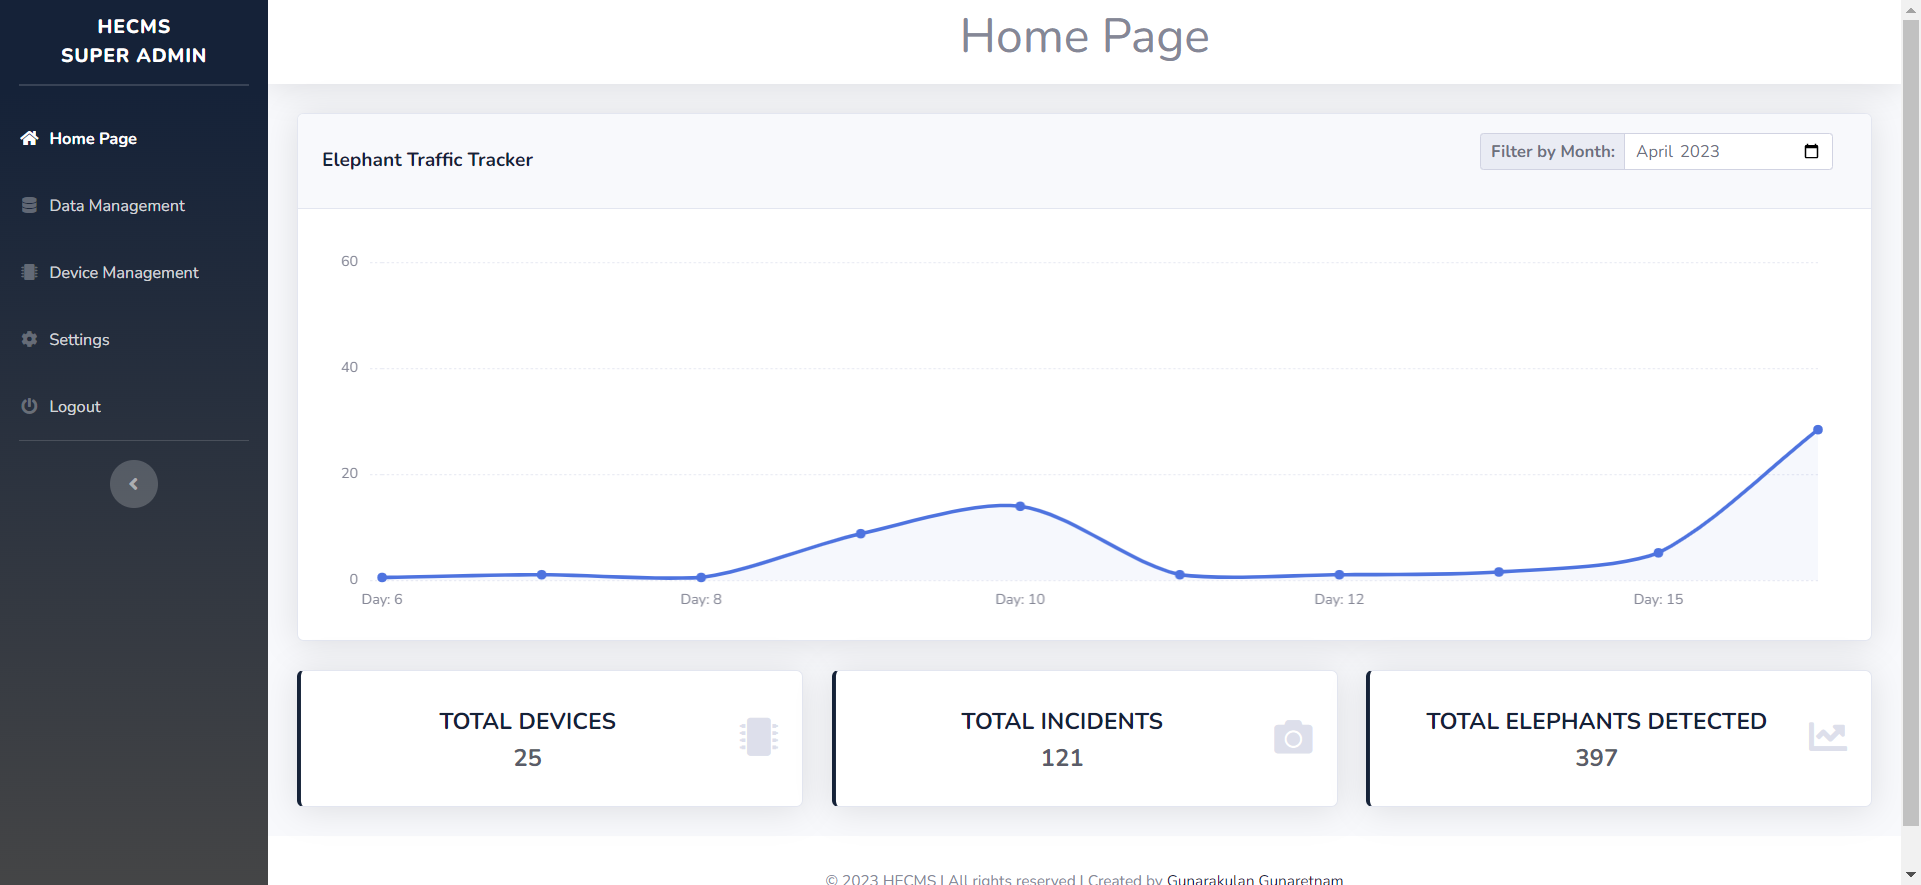 HECMS
SUPER ADMIN
Home Page
Data Management
Device Management
Settings
Logout
Home Page
Elephant Traffic Tracker
Filter by Month: April 2023
60
40
20
0
Day: 6 Day: 8 Day: 10 Day: 12 Day: 15
TOTAL DEVICES
25
TOTAL INCIDENTS
121
TOTAL ELEPHANTS DETECTED
397
© 2023 HECMS | All rights reserved | Created by Gunarakulan Gunaretnam